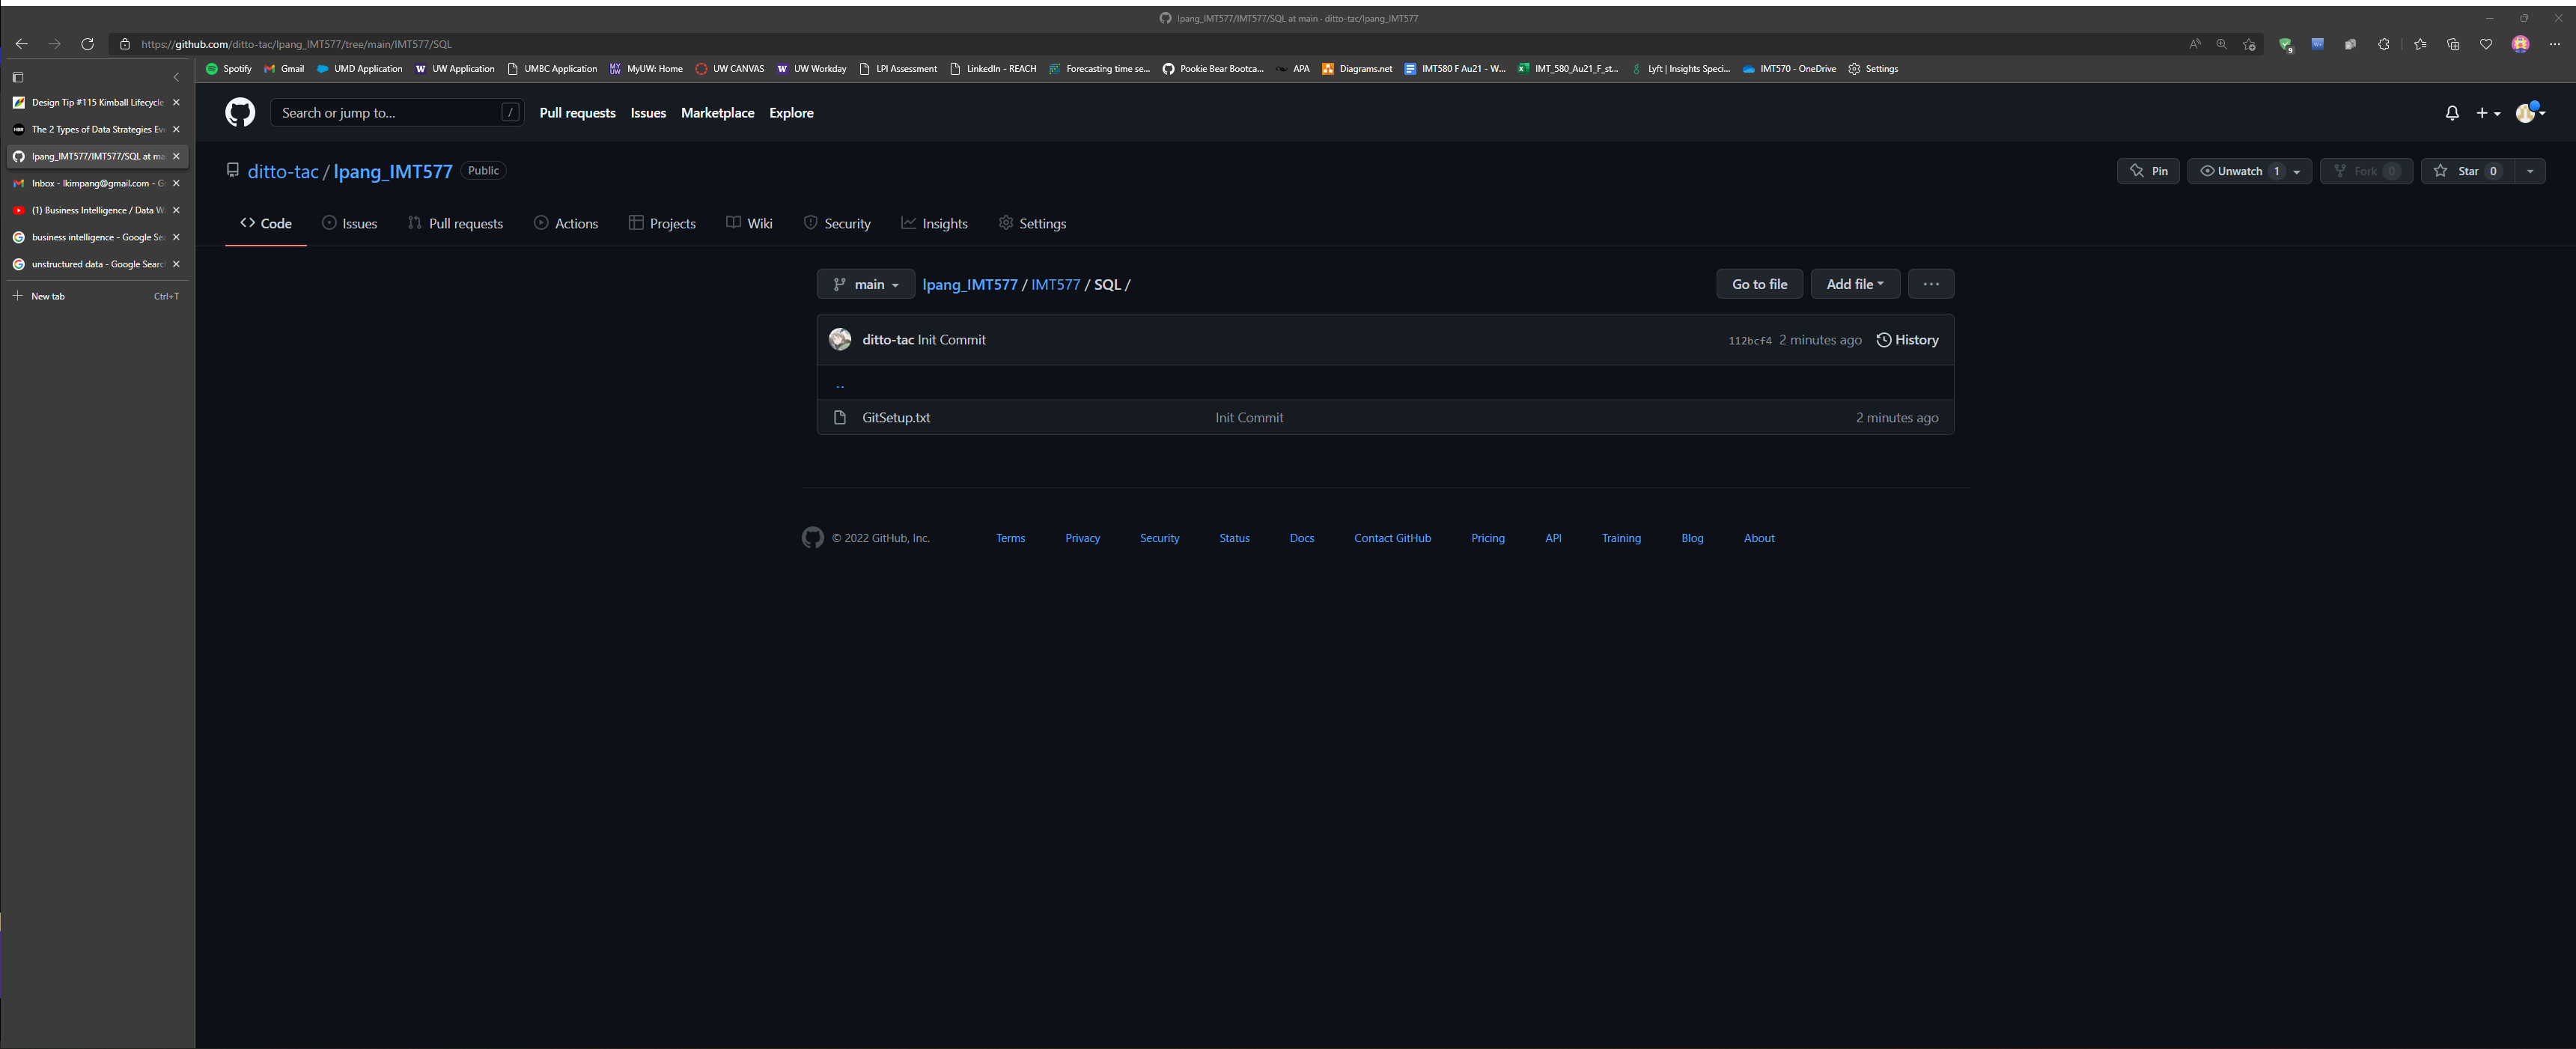 lpang_IMT577/IMT577/SQL at main · ditto-tac/lpang_IMT577
https://github.com/ditto-tac/lpang_IMT577/tree/main/IMT577/SQL
Spotify Gmail UMD Application UW Application UMBC Application MyUW: Home UW CANVAS UW Workday LPI Assessment LinkedIn - REACH Forecasting time se... Pookie Bear Bootca... APA Diagrams.net IMT580 F Au21 - W... IMT_580_Au21_F_st... Lyft | Insights Speci... IMT570 - OneDrive Settings
Design Tip #115 Kimball Lifecycle
The 2 Types of Data Strategies Eve
lpang_IMT577/IMT577/SQL at ma
Inbox - lkimpang@gmail.com - G
(1) Business Intelligence / Data W
business intelligence - Google Se
unstructured data - Google Searc
New tab Ctrl+T
Search or jump to... / Pull requests Issues Marketplace Explore
ditto-tac / lpang_IMT577 Public
Pin Unwatch 1 Fork 0 Star 0
Code Issues Pull requests Actions Projects Wiki Security Insights Settings
main lpang_IMT577 / IMT577 / SQL / Go to file Add file ...
ditto-tac Init Commit 112bcf4 2 minutes ago History
..
GitSetup.txt Init Commit 2 minutes ago
© 2022 GitHub, Inc. Terms Privacy Security Status Docs Contact GitHub Pricing API Training Blog About